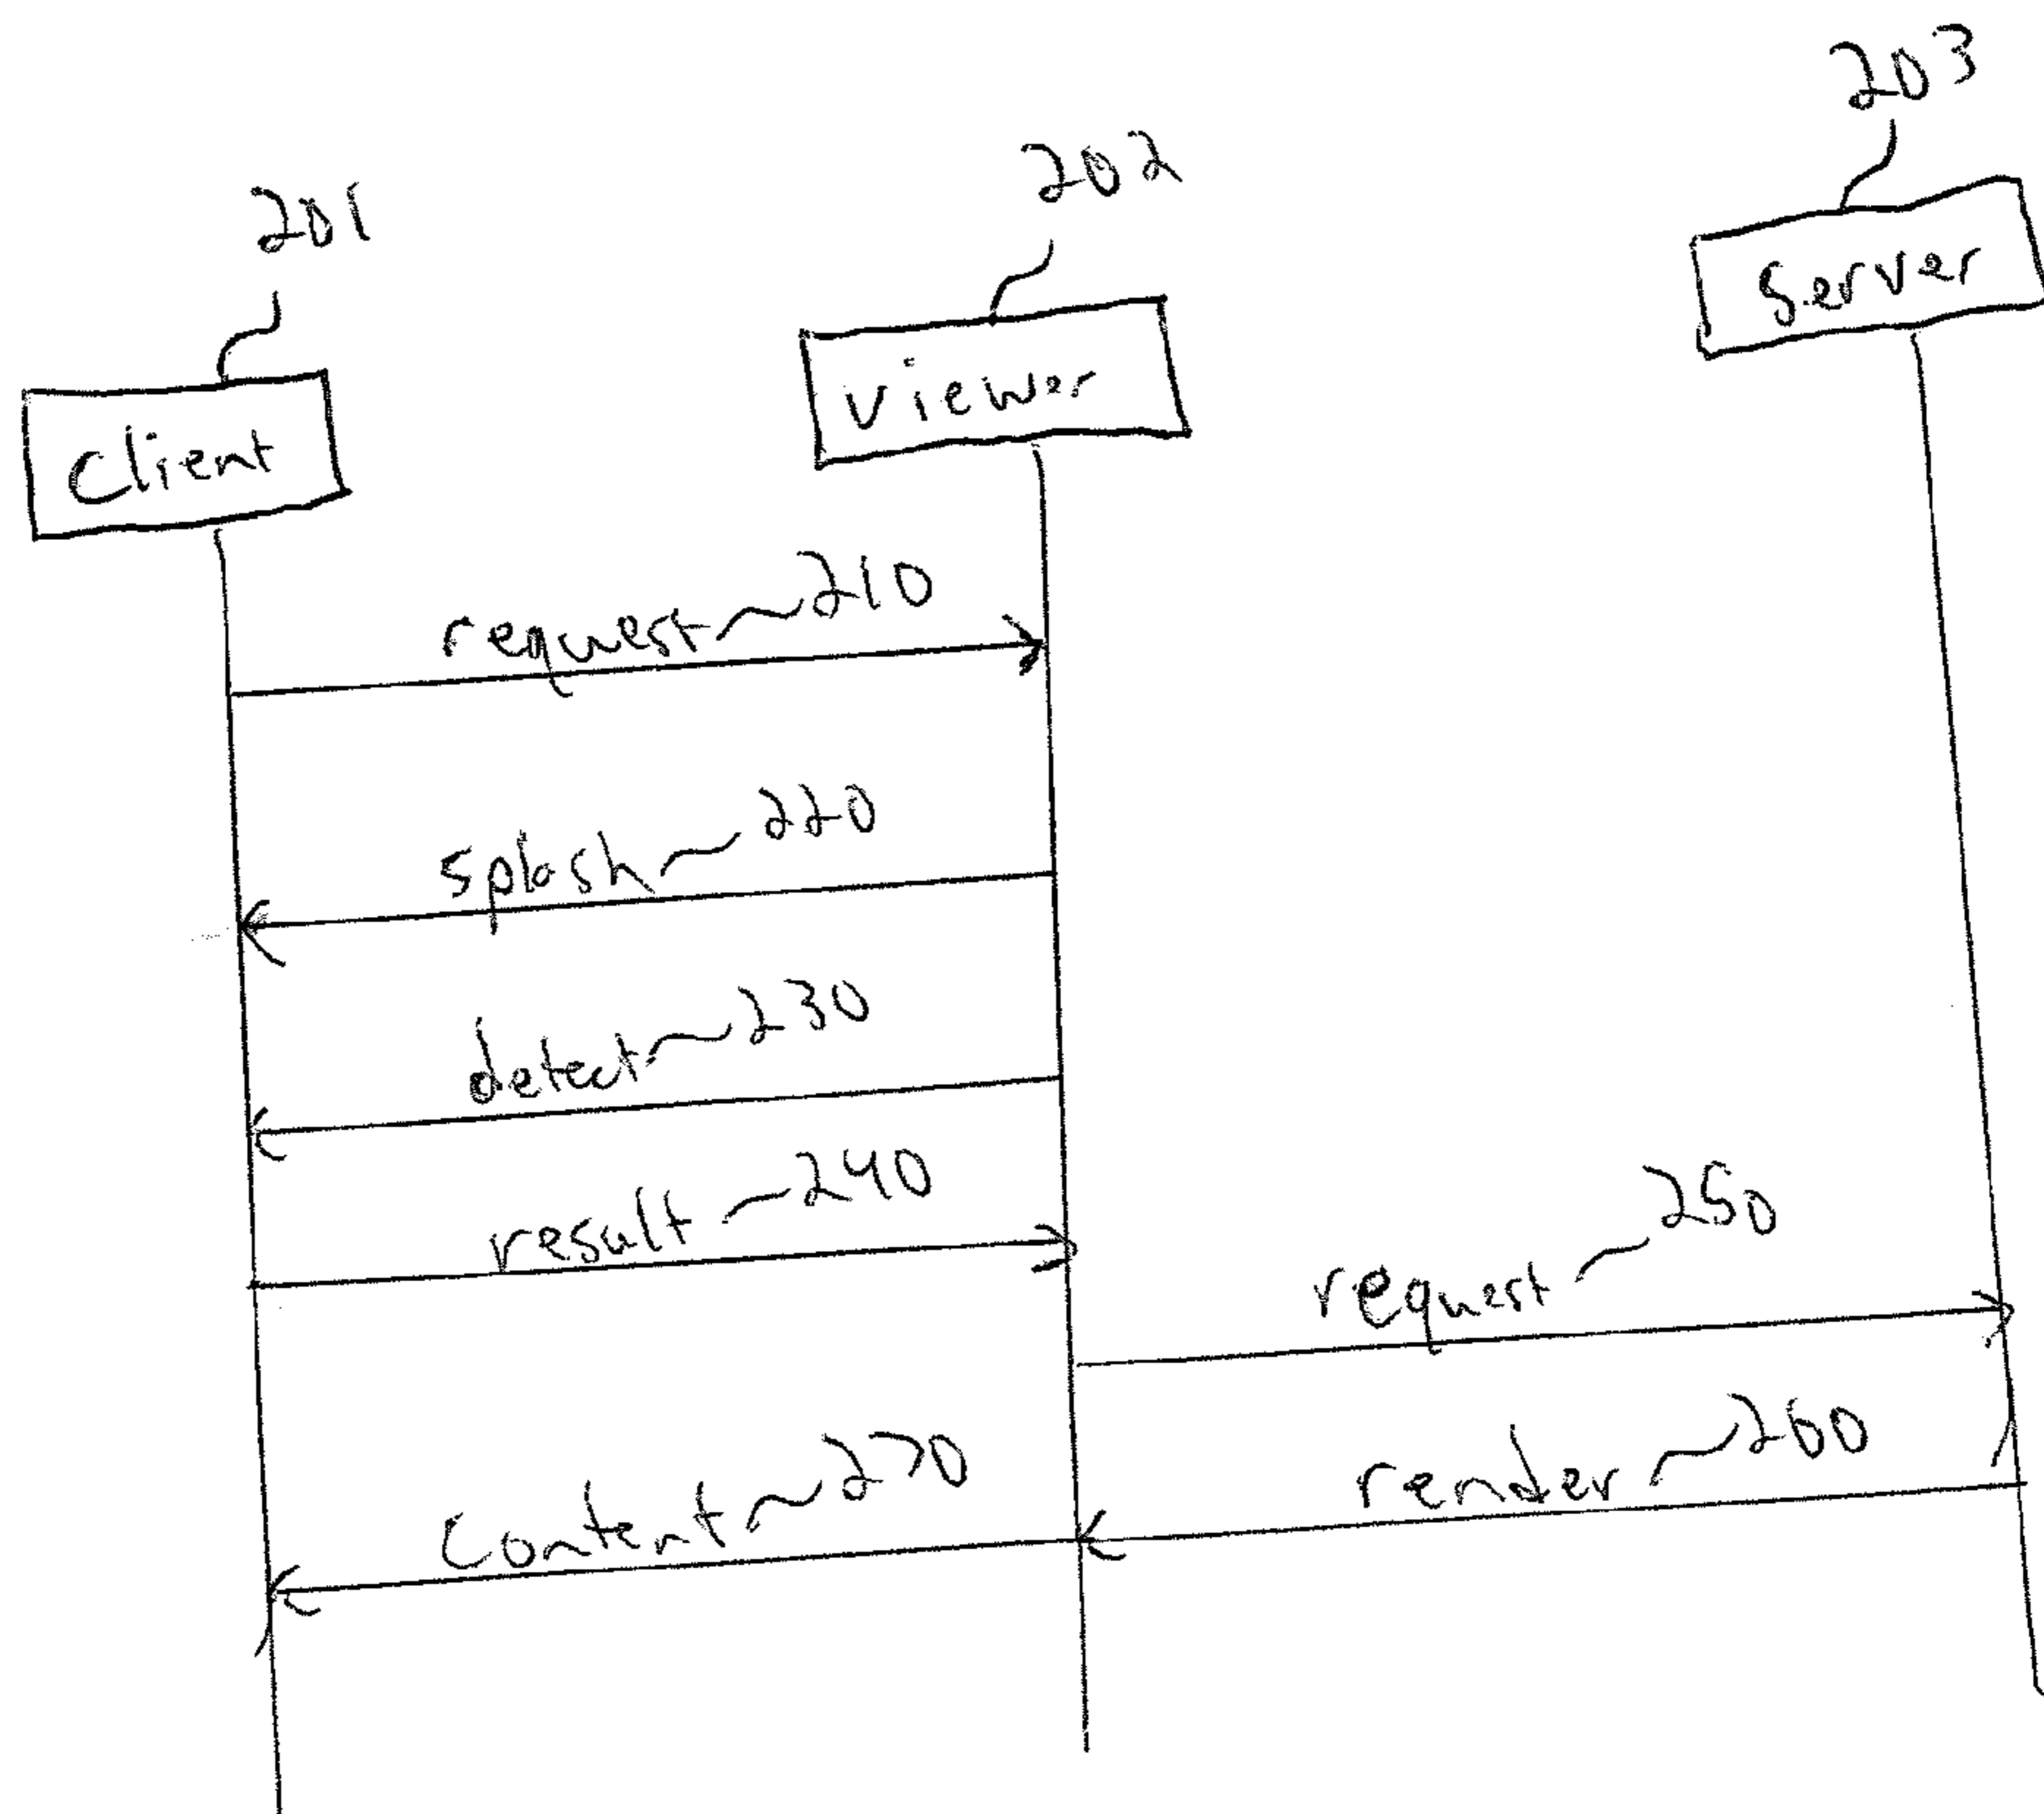 203
202
201
Server
Viewer
Client
request 210
splash 220
detect 230
result 240
request 250
render 260
Content 270